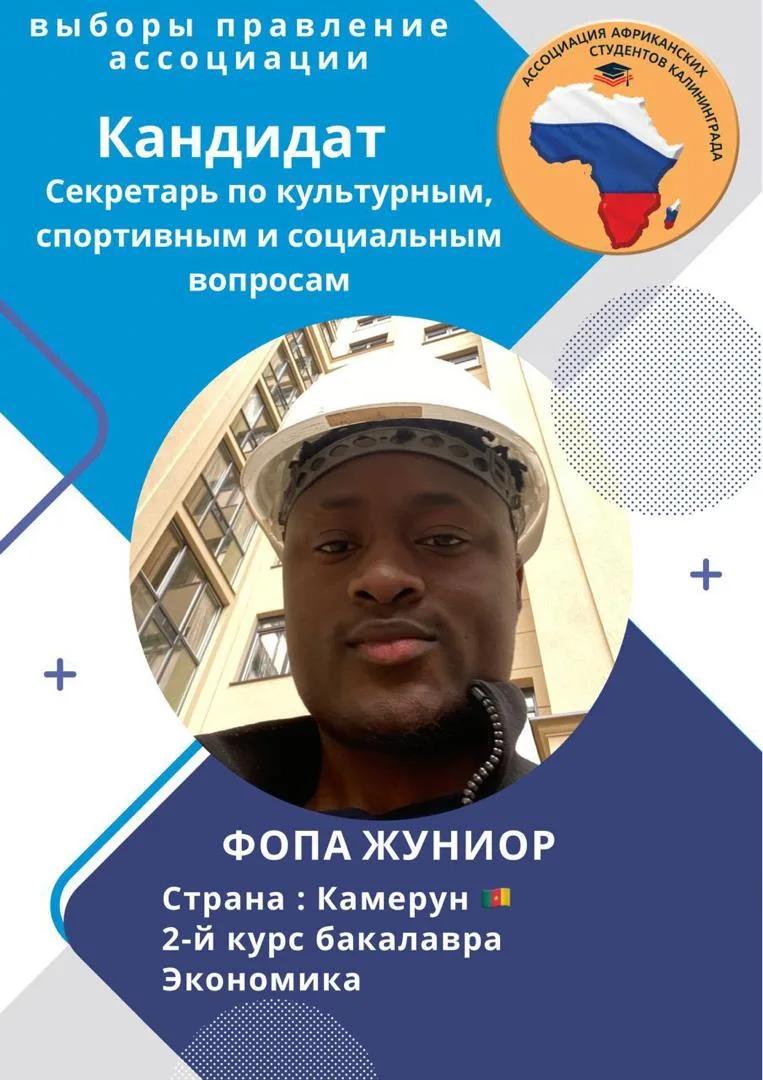 выборы правление
ассоциации
АССОЦИАЦИЯ АФРИКАНСКИХ
СТУДЕНТОВ КАЛИНИНГРАДА
Кандидат
Секретарь по культурным,
спортивным и социальным
вопросам
ФОПА ЖУНИОР
Страна : Камерун 🇨🇲
2-й курс бакалавра
Экономика